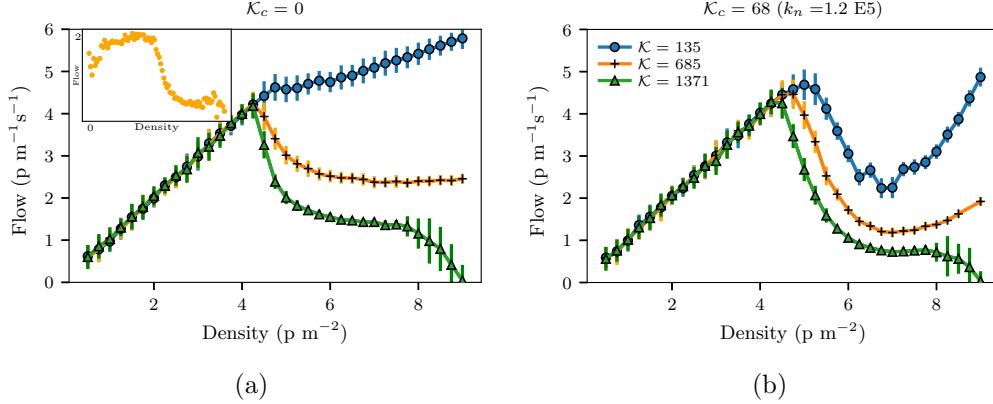 𝒦c = 0
6
5
4
3
2
1
0
Flow (p m−1s−1)
2
Flow
0
Density
2
4
6
8
Density (p m−2)
(a)
𝒦c = 68 (kn =1.2 E5)
6
5
4
3
2
1
0
Flow (p m−1s−1)
𝒦 = 135
𝒦 = 685
𝒦 = 1371
2
4
6
8
Density (p m−2)
(b)